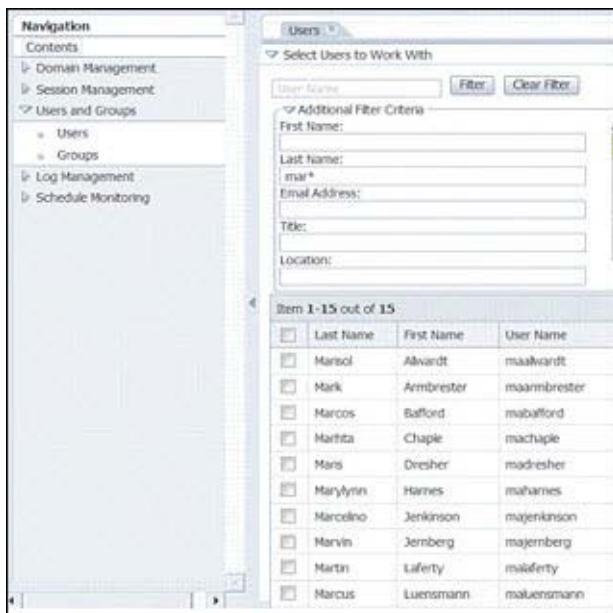 Navigation
Contents
Domain Management
Session Management
Users and Groups
Users
Groups
Log Management
Schedule Monitoring
Users
Select Users to Work With
User Name Filter Clear Filter
Additional Filter Criteria
First Name:
Last Name:
mar*
Email Address:
Title:
Location:
Item 1-15 out of 15
Last Name First Name User Name
Marisol Alwardt maalwardt
Mark Armbrester maarmbrester
Marcos Bafford mabafford
Marhta Chaple machaple
Maris Dresher madresher
Marylynn Harnes maharnes
Marcelino Jenkinson majenkinson
Marvin Jernberg majernberg
Martin Laferty malaferty
Marcus Luensmann maluensmann